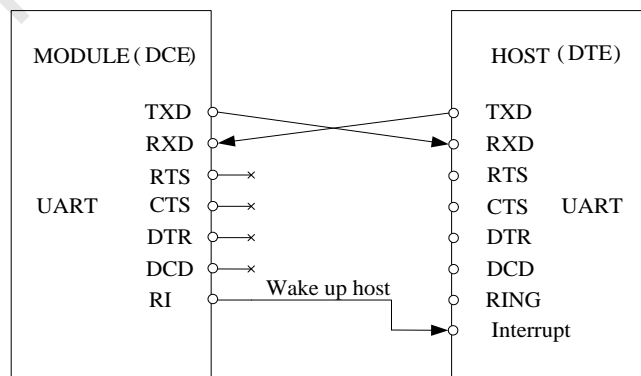 MODULE(DCE)
HOST (DTE)
TXD
TXD
RXD
RXD
RTS
RTS
UART
CTS
CTS
UART
DTR
DTR
DCD
DCD
Wake up host
RI
RING
Interrupt